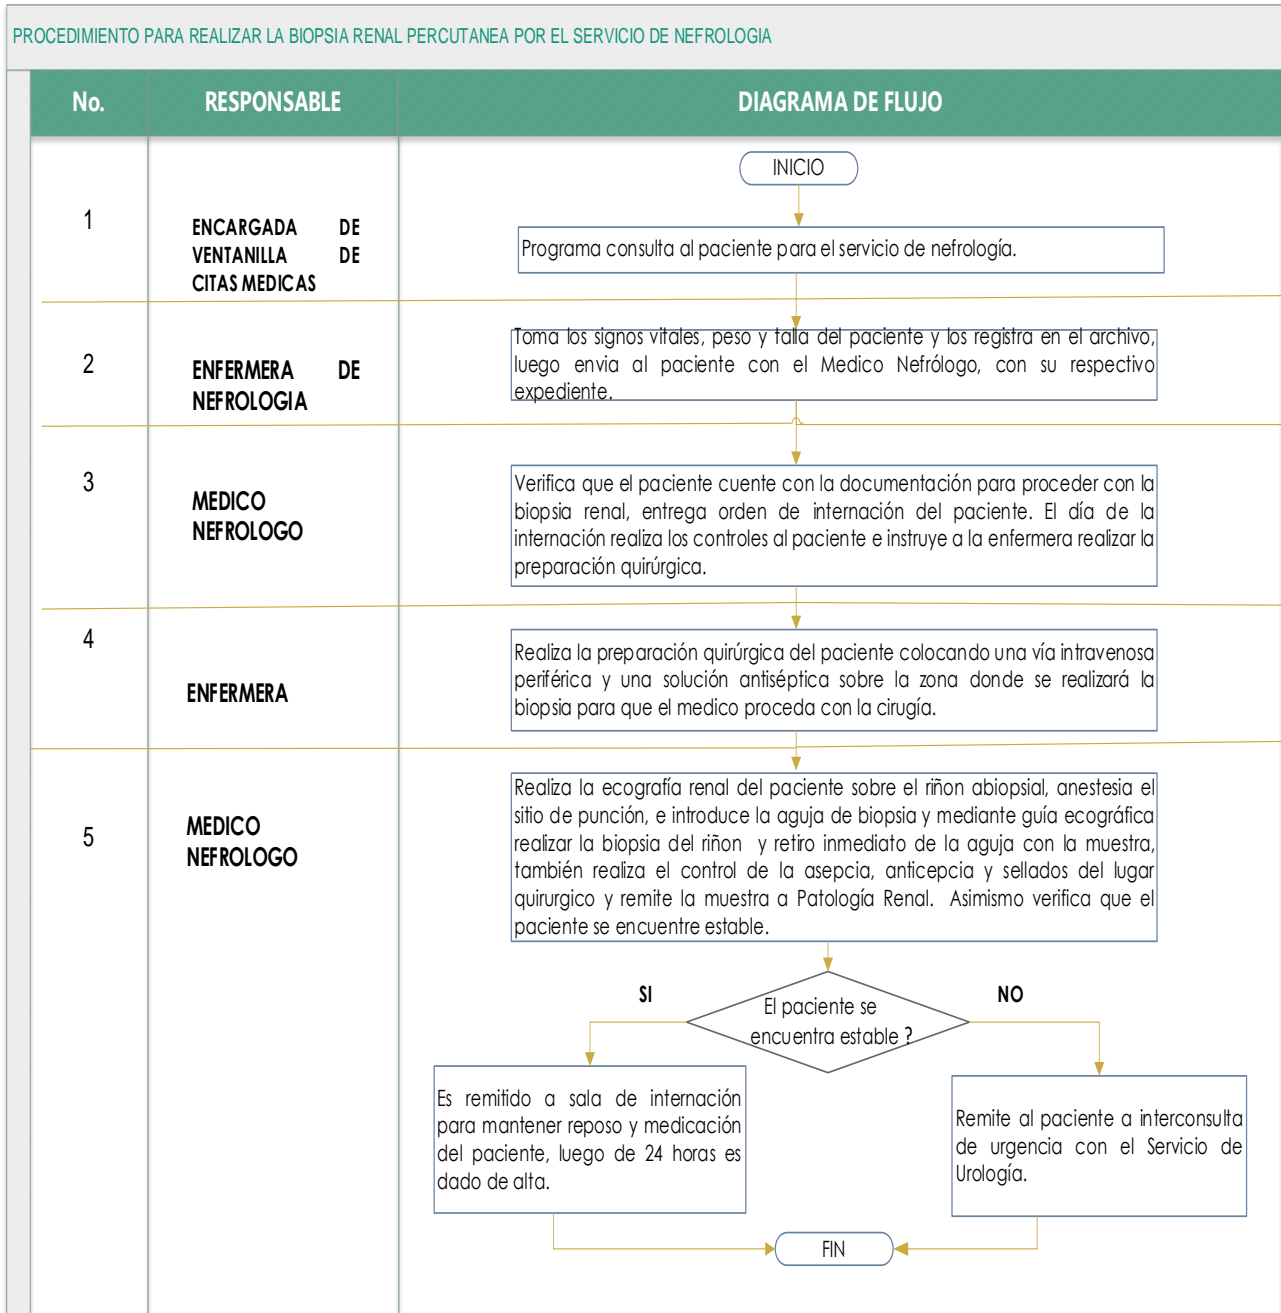 PROCEDIMIENTO PARA REALIZAR LA BIOPSIA RENAL PERCUTANEA POR EL SERVICIO DE NEFROLOGIA
No. RESPONSABLE DIAGRAMA DE FLUJO
INICIO
1
ENCARGADA DE
VENTANILLA DE
CITAS MEDICAS
Programa consulta al paciente para el servicio de nefrología.
2
ENFERMERA DE
NEFROLOGIA
Toma los signos vitales, peso y talla del paciente y los registra en el archivo,
luego envia al paciente con el Medico Nefrólogo, con su respectivo
expediente.
3
MEDICO
NEFROLOGO
Verifica que el paciente cuente con la documentación para proceder con la
biopsia renal, entrega orden de internación del paciente. El día de la
internación realiza los controles al paciente e instruye a la enfermera realizar la
preparación quirúrgica.
4
ENFERMERA
Realiza la preparación quirúrgica del paciente colocando una vía intravenosa
periférica y una solución antiséptica sobre la zona donde se realizará la
biopsia para que el medico proceda con la cirugía.
5
MEDICO
NEFROLOGO
Realiza la ecografía renal del paciente sobre el riñon abiopsial, anestesia el
sitio de punción, e introduce la aguja de biopsia y mediante guía ecográfica
realizar la biopsia del riñon y retiro inmediato de la aguja con la muestra,
también realiza el control de la asepcia, anticepcia y sellados del lugar
quirurgico y remite la muestra a Patología Renal. Asimismo verifica que el
paciente se encuentre estable.
SI
El paciente se
encuentra estable ?
NO
Es remitido a sala de internación
para mantener reposo y medicación
del paciente, luego de 24 horas es
dado de alta.
Remite al paciente a interconsulta
de urgencia con el Servicio de
Urología.
FIN